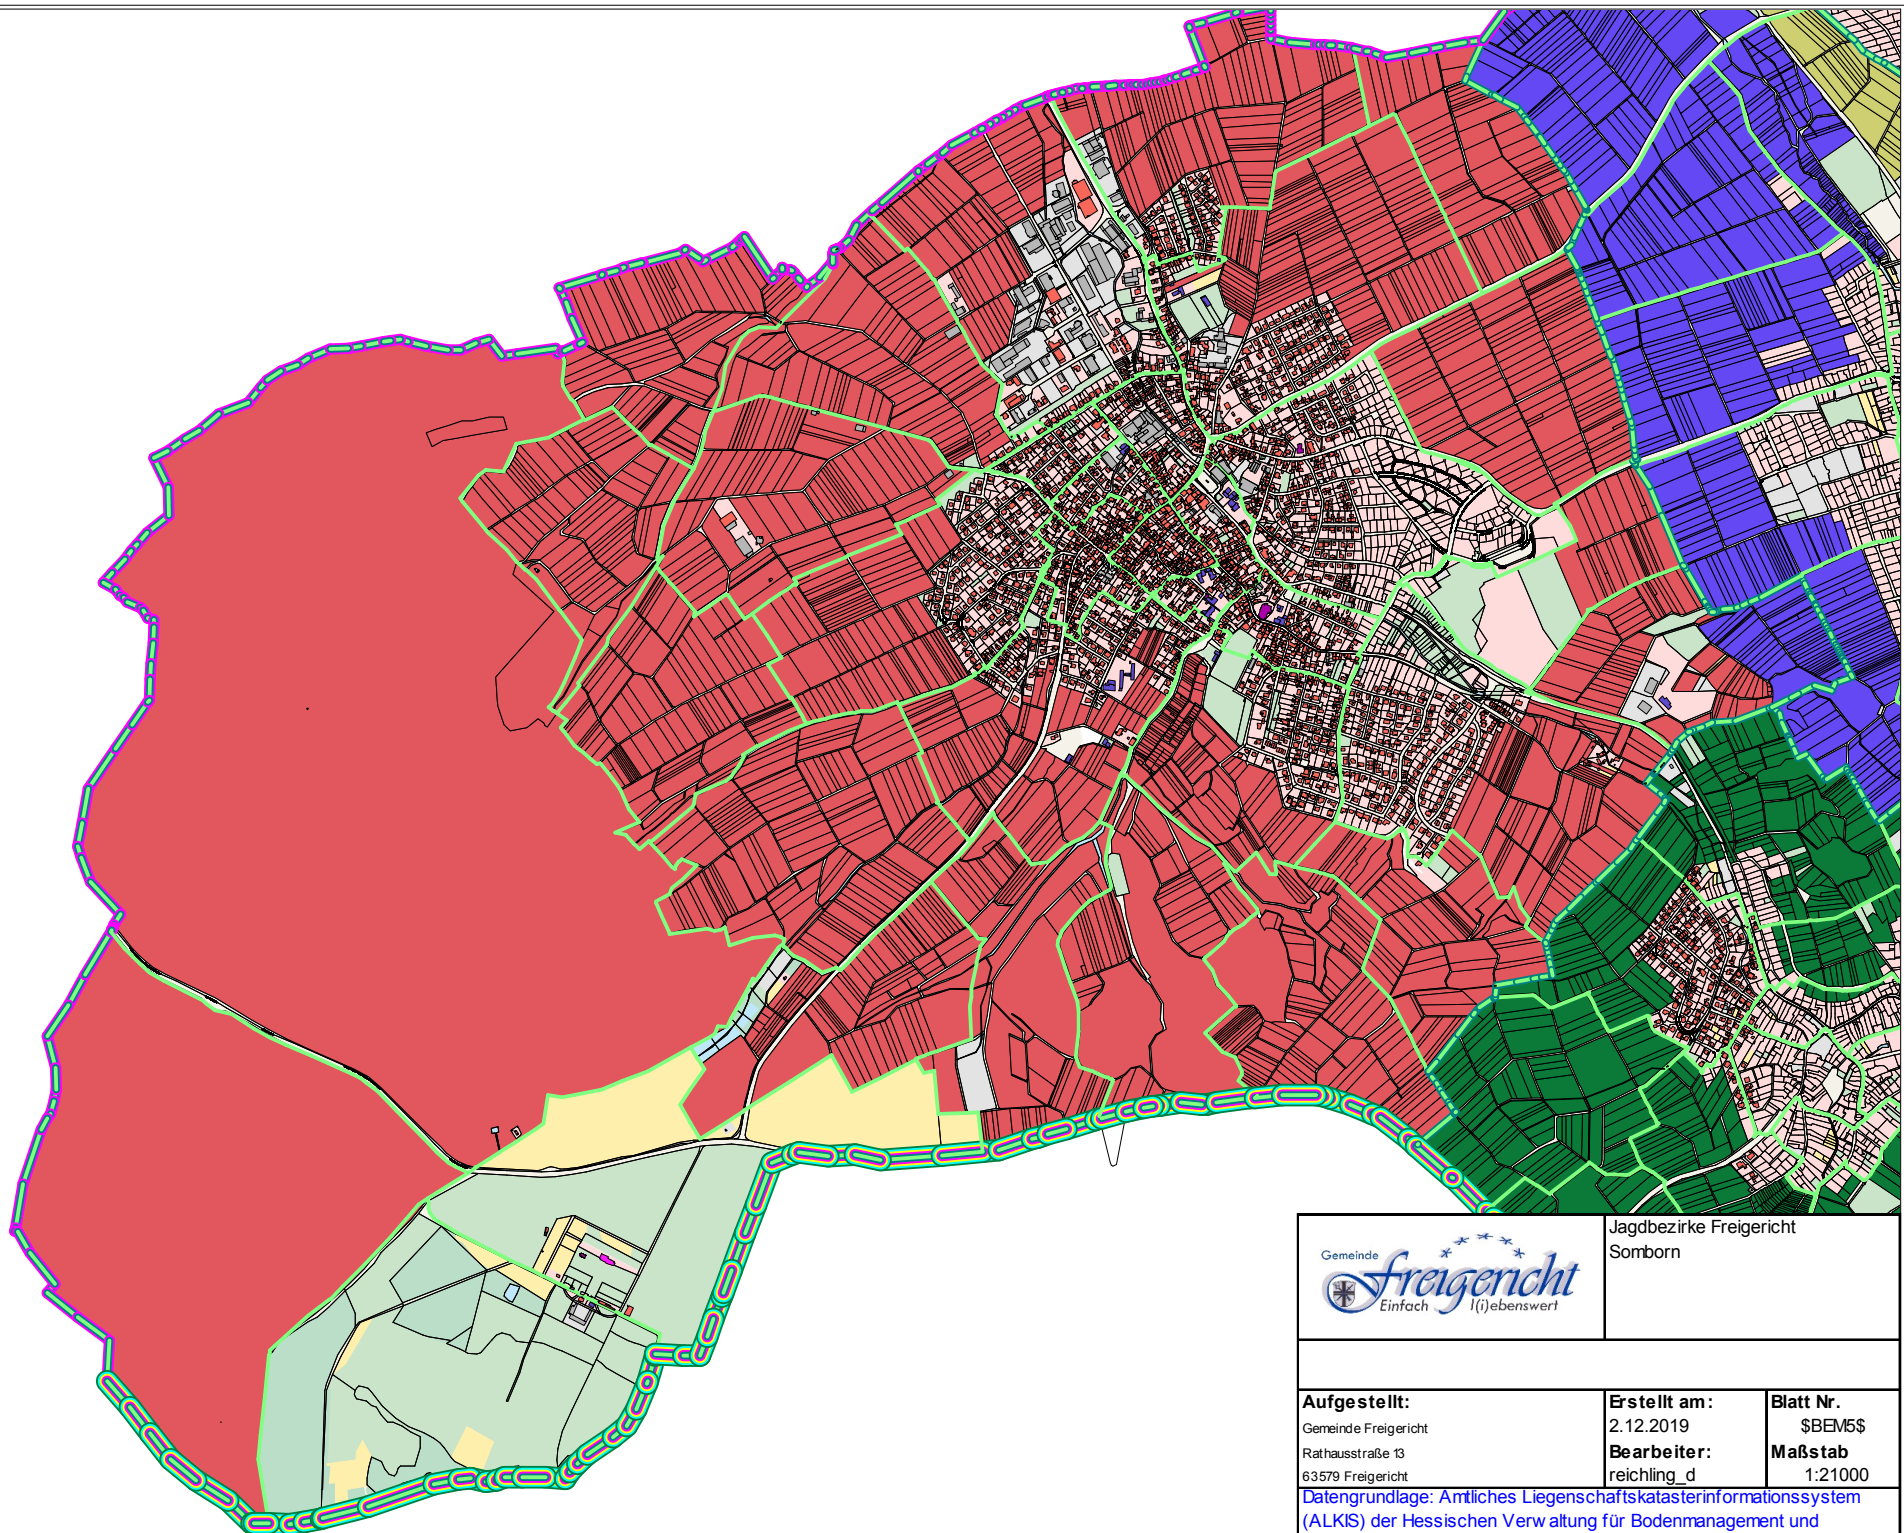 Jagdbezirke Freigericht
Somborn
Gemeinde
Freigericht
Einfach l(i)ebenswert
Aufgestellt:
Gemeinde Freigericht
Rathausstraße 13
63579 Freigericht
Erstellt am:
2.12.2019
Bearbeiter:
reichling_d
Blatt Nr.
$BEM5$
Maßstab
1:21000
Datengrundlage: Amtliches Liegenschaftskatasterinformationssystem
(ALKIS) der Hessischen Verwaltung für Bodenmanagement und